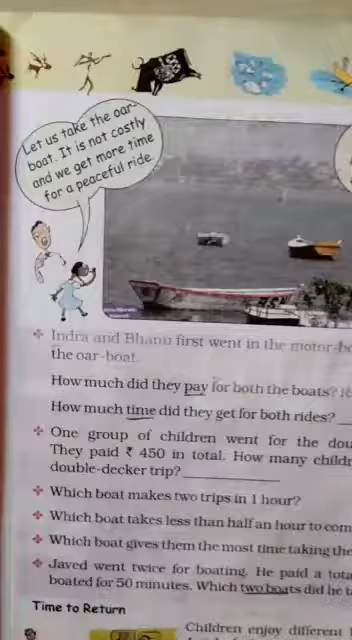 Let us take the oar-
boat. It is not costly
and we get more time
for a peaceful ride.
Indra and Bhanu first went in the motor-bo
the oar-boat.
How much did they pay for both the boats?
How much time did they get for both rides?
One group of children went for the dou
They paid ₹ 450 in total. How many childr
double-decker trip?
Which boat makes two trips in 1 hour?
Which boat takes less than half an hour to com
Which boat gives them the most time taking the
Javed went twice for boating. He paid a tota
boated for 50 minutes. Which two boats did he ta
Time to Return
Children enjoy different